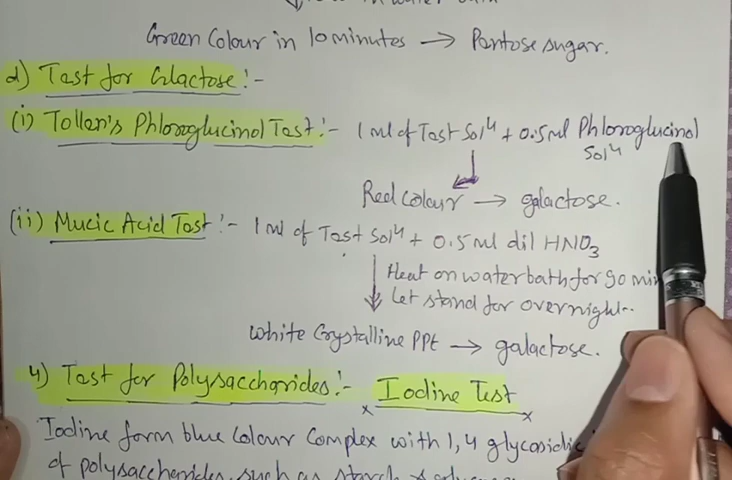 Green Colour in 10 minutes → Pentose sugar.
d) Test for Galactose:-
(i) Tollen's Phloroglucinol Test:- 1 ml of Test Solⁿ + 0.5ml Phloroglucinol Solⁿ
Red Colour → galactose.
(ii) Mucic Acid Test:- 1 ml of Test Solⁿ + 0.5 ml dil HNO3
Heat on waterbath for 90 min
Let stand for overnight..
White Crystalline PPt → galactose.
4) Test for Polysaccharides:- Iodine Test
Iodine form blue Colour Complex with 1,4 glycosidic
of polysaccharides such as starch